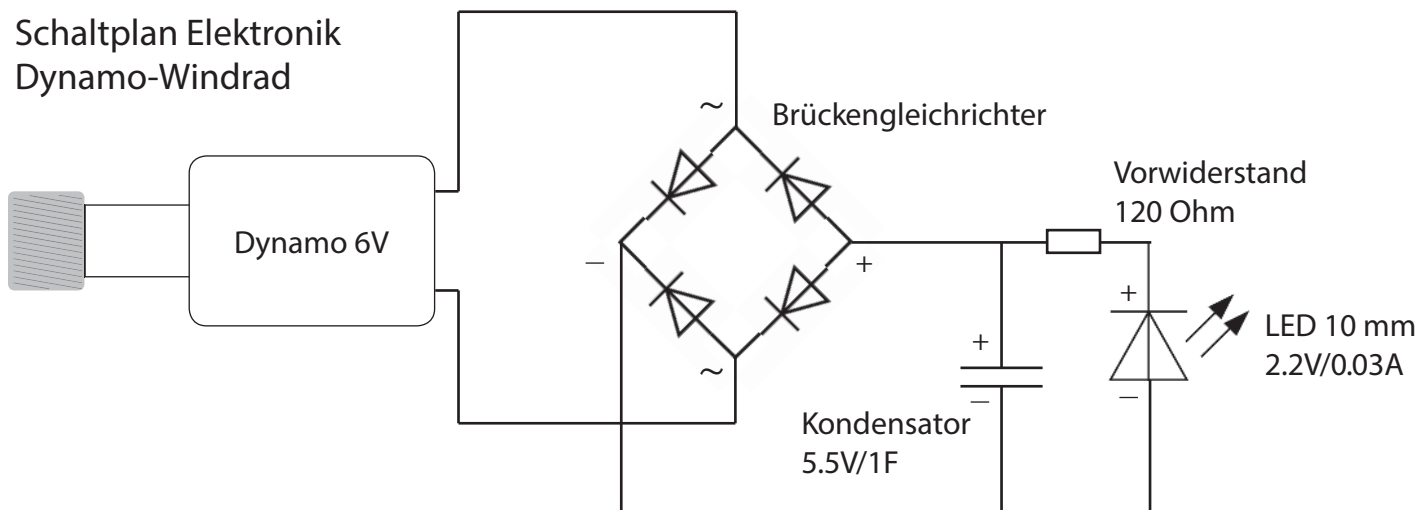 Schaltplan Elektronik
Dynamo-Windrad
~
Brückengleichrichter
Vorwiderstand
120 Ohm
Dynamo 6V
−
+
+
LED 10 mm
2.2V/0.03A
+
~
−
−
Kondensator
5.5V/1F